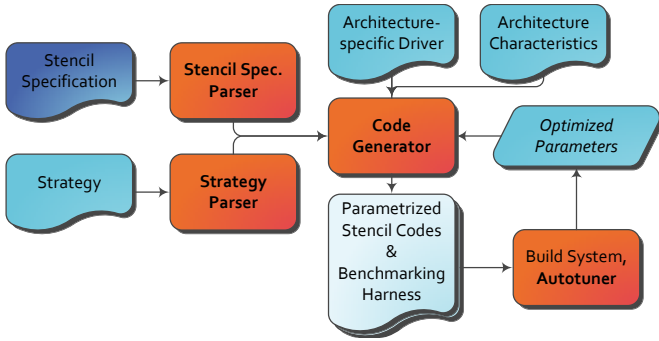 Stencil
Specification
Stencil Spec.
Parser
Architecture-
specific Driver
Architecture
Characteristics
Code
Generator
Optimized
Parameters
Strategy
Strategy
Parser
Parametrized
Stencil Codes
&
Benchmarking
Harness
Build System,
Autotuner